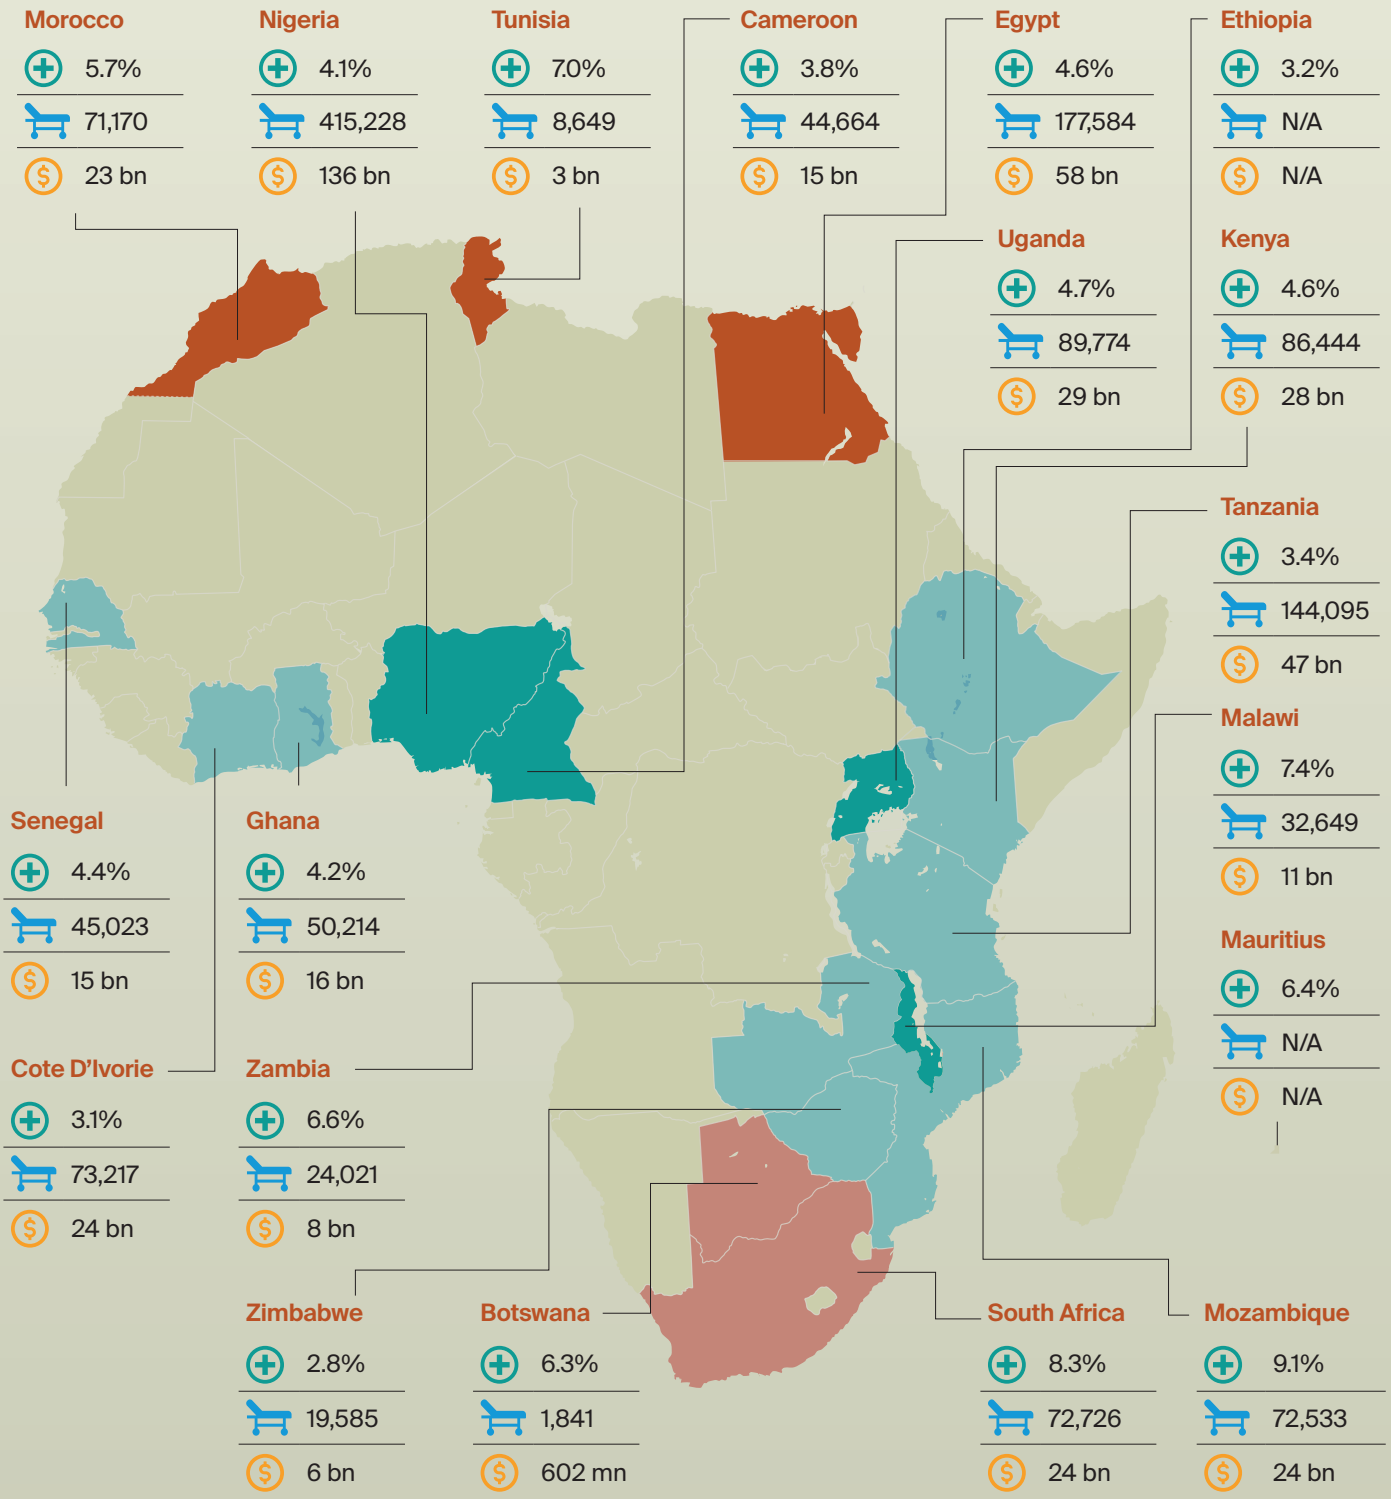 Morocco
5.7%
71,170
23 bn
Nigeria
4.1%
415,228
136 bn
Tunisia
7.0%
8,649
3 bn
Cameroon
3.8%
44,664
15 bn
Egypt
4.6%
177,584
58 bn
Ethiopia
3.2%
N/A
N/A
Uganda
4.7%
89,774
29 bn
Kenya
4.6%
86,444
28 bn
Tanzania
3.4%
144,095
47 bn
Malawi
7.4%
32,649
11 bn
Mauritius
6.4%
N/A
N/A
Senegal
4.4%
45,023
15 bn
Ghana
4.2%
50,214
16 bn
Cote D’Ivorie
3.1%
73,217
24 bn
Zambia
6.6%
24,021
8 bn
Zimbabwe
2.8%
19,585
6 bn
Botswana
6.3%
1,841
602 mn
South Africa
8.3%
72,726
24 bn
Mozambique
9.1%
72,533
24 bn